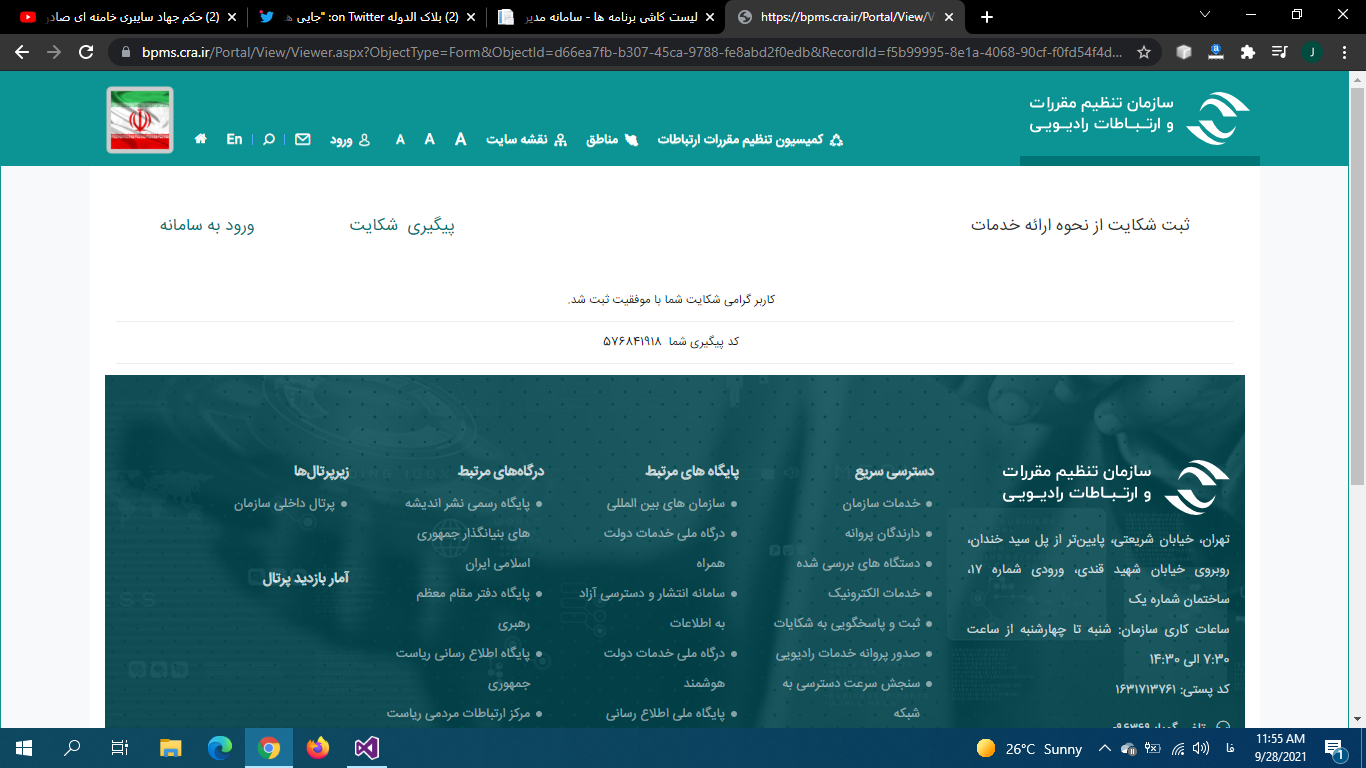 (2) حکم جهاد سایبری خامنه ای صادر
(2) بلاک الدوله on Twitter: "جایی
لیست کاشی برنامه ها - سامانه مدیر
https://bpms.cra.ir/Portal/View/V
bpms.cra.ir/Portal/View/Viewer.aspx?ObjectType=Form&ObjectId=d66ea7fb-b307-45ca-9788-fe8abd2f0edb&RecordId=f5b99995-8e1a-4068-90cf-f0fd54f4d...
J
سازمان تنظیم مقررات
و ارتـبـاطات رادیـویـی
کمیسیون تنظیم مقررات ارتباطات
مناطق
نقشه سایت
A A A
ورود
En
ثبت شکایت از نحوه ارائه خدمات
پیگیری شکایت
ورود به سامانه
کاربر گرامی شکایت شما با موفقیت ثبت شد.
کد پیگیری شما ۵۷۶۸۴۱۹۱۸
سازمان تنظیم مقررات
و ارتـبـاطات رادیـویـی
تهران، خیابان شریعتی، پایین‌تر از پل سید خندان،
روبروی خیابان شهید قندی، ورودی شماره ۱۷،
ساختمان شماره یک
ساعات کاری سازمان: شنبه تا چهارشنبه از ساعت
۷:۳۰ الی ۱۴:۳۰
کد پستی: ۱۶۳۱۷۱۳۷۶۱
تلفن گویا: ۰۹۶۳۶۹
دسترسی سریع
خدمات سازمان
دارندگان پروانه
دستگاه های بررسی شده
خدمات الکترونیک
ثبت و پاسخگویی به شکایات
صدور پروانه خدمات رادیویی
سنجش سرعت دسترسی به
شبکه
پایگاه های مرتبط
سازمان های بین المللی
درگاه ملی خدمات دولت
همراه
سامانه انتشار و دسترسی آزاد
به اطلاعات
درگاه ملی خدمات دولت
هوشمند
پایگاه ملی اطلاع رسانی
درگاه‌های مرتبط
پایگاه رسمی نشر اندیشه
های بنیانگذار جمهوری
اسلامی ایران
پایگاه دفتر مقام معظم
رهبری
پایگاه اطلاع رسانی ریاست
جمهوری
مرکز ارتباطات مردمی ریاست
زیرپرتال‌ها
پرتال داخلی سازمان
آمار بازدید پرتال
26°C Sunny
فا
11:55 AM
9/28/2021
1